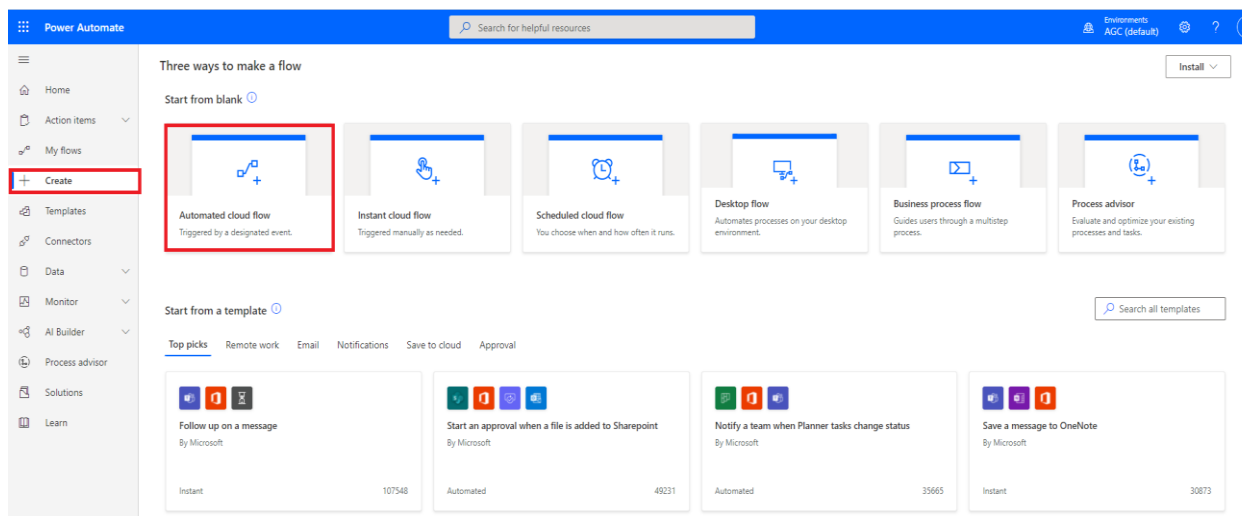 Power Automate
Search for helpful resources
Environments
AGC (default)
?
Home
Action items
My flows
Create
Templates
Connectors
Data
Monitor
AI Builder
Process advisor
Solutions
Learn
Three ways to make a flow
Install
Start from blank
Automated cloud flow
Triggered by a designated event.
Instant cloud flow
Triggered manually as needed.
Scheduled cloud flow
You choose when and how often it runs.
Desktop flow
Automates processes on your desktop
environment.
Business process flow
Guides users through a multistep
process.
Process advisor
Evaluate and optimize your existing
processes and tasks.
Start from a template
Search all templates
Top picks
Remote work
Email
Notifications
Save to cloud
Approval
Follow up on a message
By Microsoft
Instant
107548
Start an approval when a file is added to Sharepoint
By Microsoft
Automated
49231
Notify a team when Planner tasks change status
By Microsoft
Automated
35665
Save a message to OneNote
By Microsoft
Instant
30873